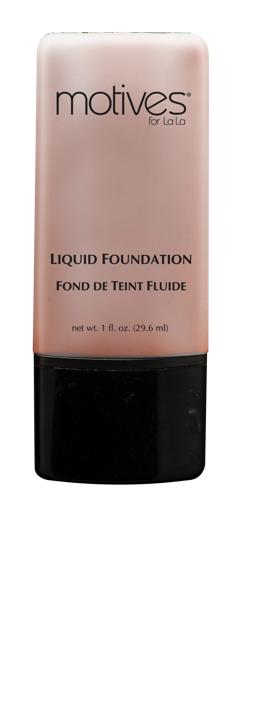 motives®
for La La
LIQUID FOUNDATION
FOND DE TEINT FLUIDE
net wt. 1 fl. oz. (29.6 ml)